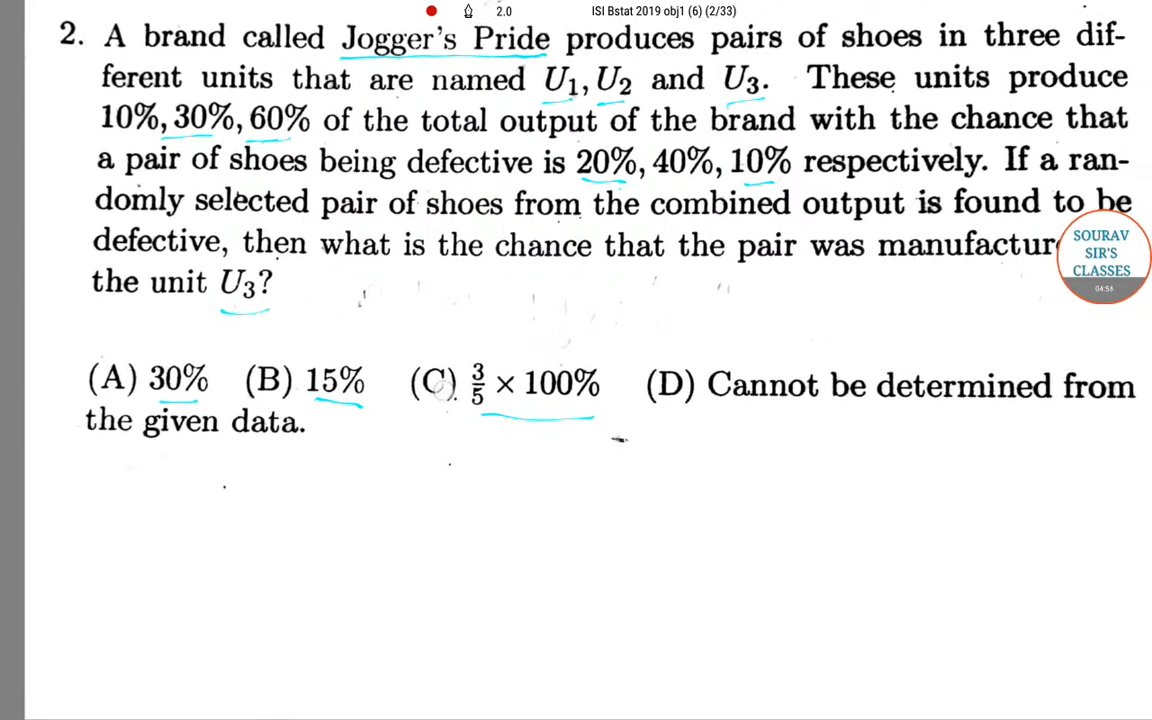 2.0 ISI Bstat 2019 obj1 (6) (2/33)
2. A brand called Jogger's Pride produces pairs of shoes in three dif-
ferent units that are named U₁, U₂ and U₃. These units produce
10%, 30%, 60% of the total output of the brand with the chance that
a pair of shoes being defective is 20%, 40%, 10% respectively. If a ran-
domly selected pair of shoes from the combined output is found to be
defective, then what is the chance that the pair was manufactur
the unit U₃?
SOURAV
SIR'S
CLASSES
04:54
(A) 30% (B) 15% (C) 3/5 × 100% (D) Cannot be determined from
the given data.